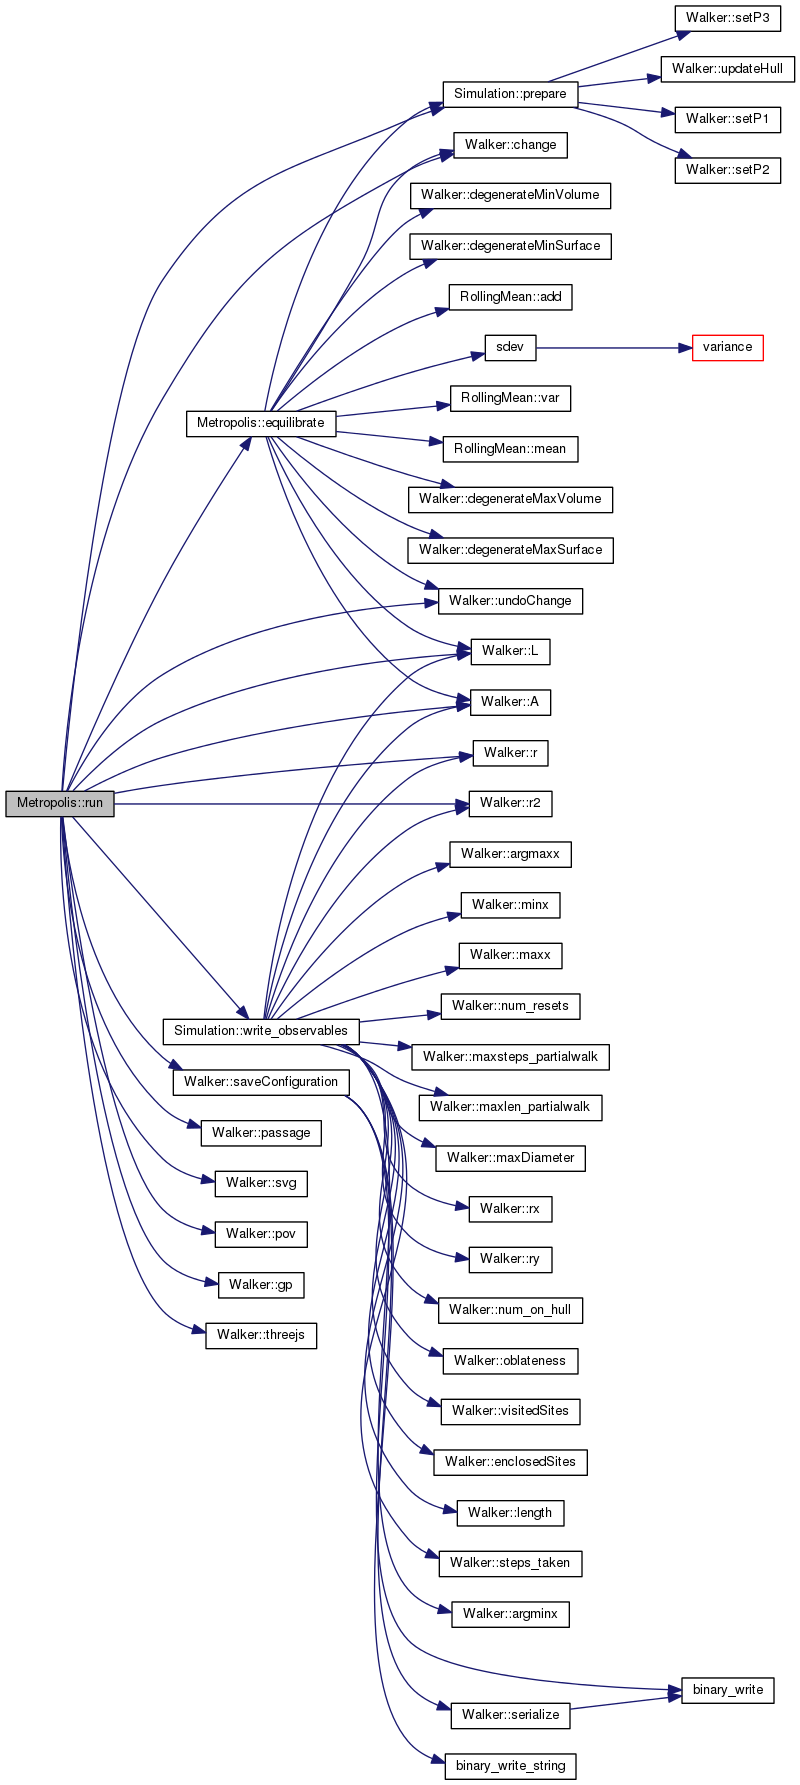 Walker::setP3
Walker::updateHull
Simulation::prepare
Walker::setP1
Walker::change
Walker::setP2
Walker::degenerateMinVolume
Walker::degenerateMinSurface
RollingMean::add
sdev
variance
RollingMean::var
Metropolis::equilibrate
RollingMean::mean
Walker::degenerateMaxVolume
Walker::degenerateMaxSurface
Walker::undoChange
Walker::L
Walker::A
Walker::r
Metropolis::run
Walker::r2
Walker::argmaxx
Walker::minx
Walker::maxx
Walker::num_resets
Simulation::write_observables
Walker::maxsteps_partialwalk
Walker::saveConfiguration
Walker::maxlen_partialwalk
Walker::passage
Walker::maxDiameter
Walker::svg
Walker::rx
Walker::pov
Walker::ry
Walker::gp
Walker::num_on_hull
Walker::threejs
Walker::oblateness
Walker::visitedSites
Walker::enclosedSites
Walker::length
Walker::steps_taken
Walker::argminx
binary_write
Walker::serialize
binary_write_string